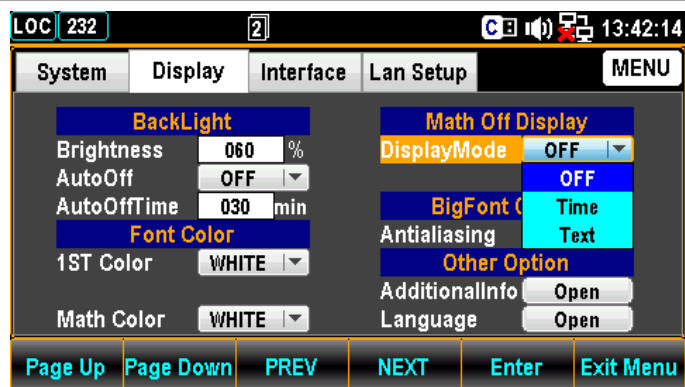 LOC 232 2 C 13:42:14
System Display Interface Lan Setup MENU
BackLight
Brightness 060 %
AutoOff OFF
AutoOffTime 030 min
Font Color
1ST Color WHITE
Math Color WHITE
Math Off Display
DisplayMode OFF
OFF
Time
Text
BigFont
Antialiasing
Other Option
AdditionalInfo Open
Language Open
Page Up Page Down PREV NEXT Enter Exit Menu